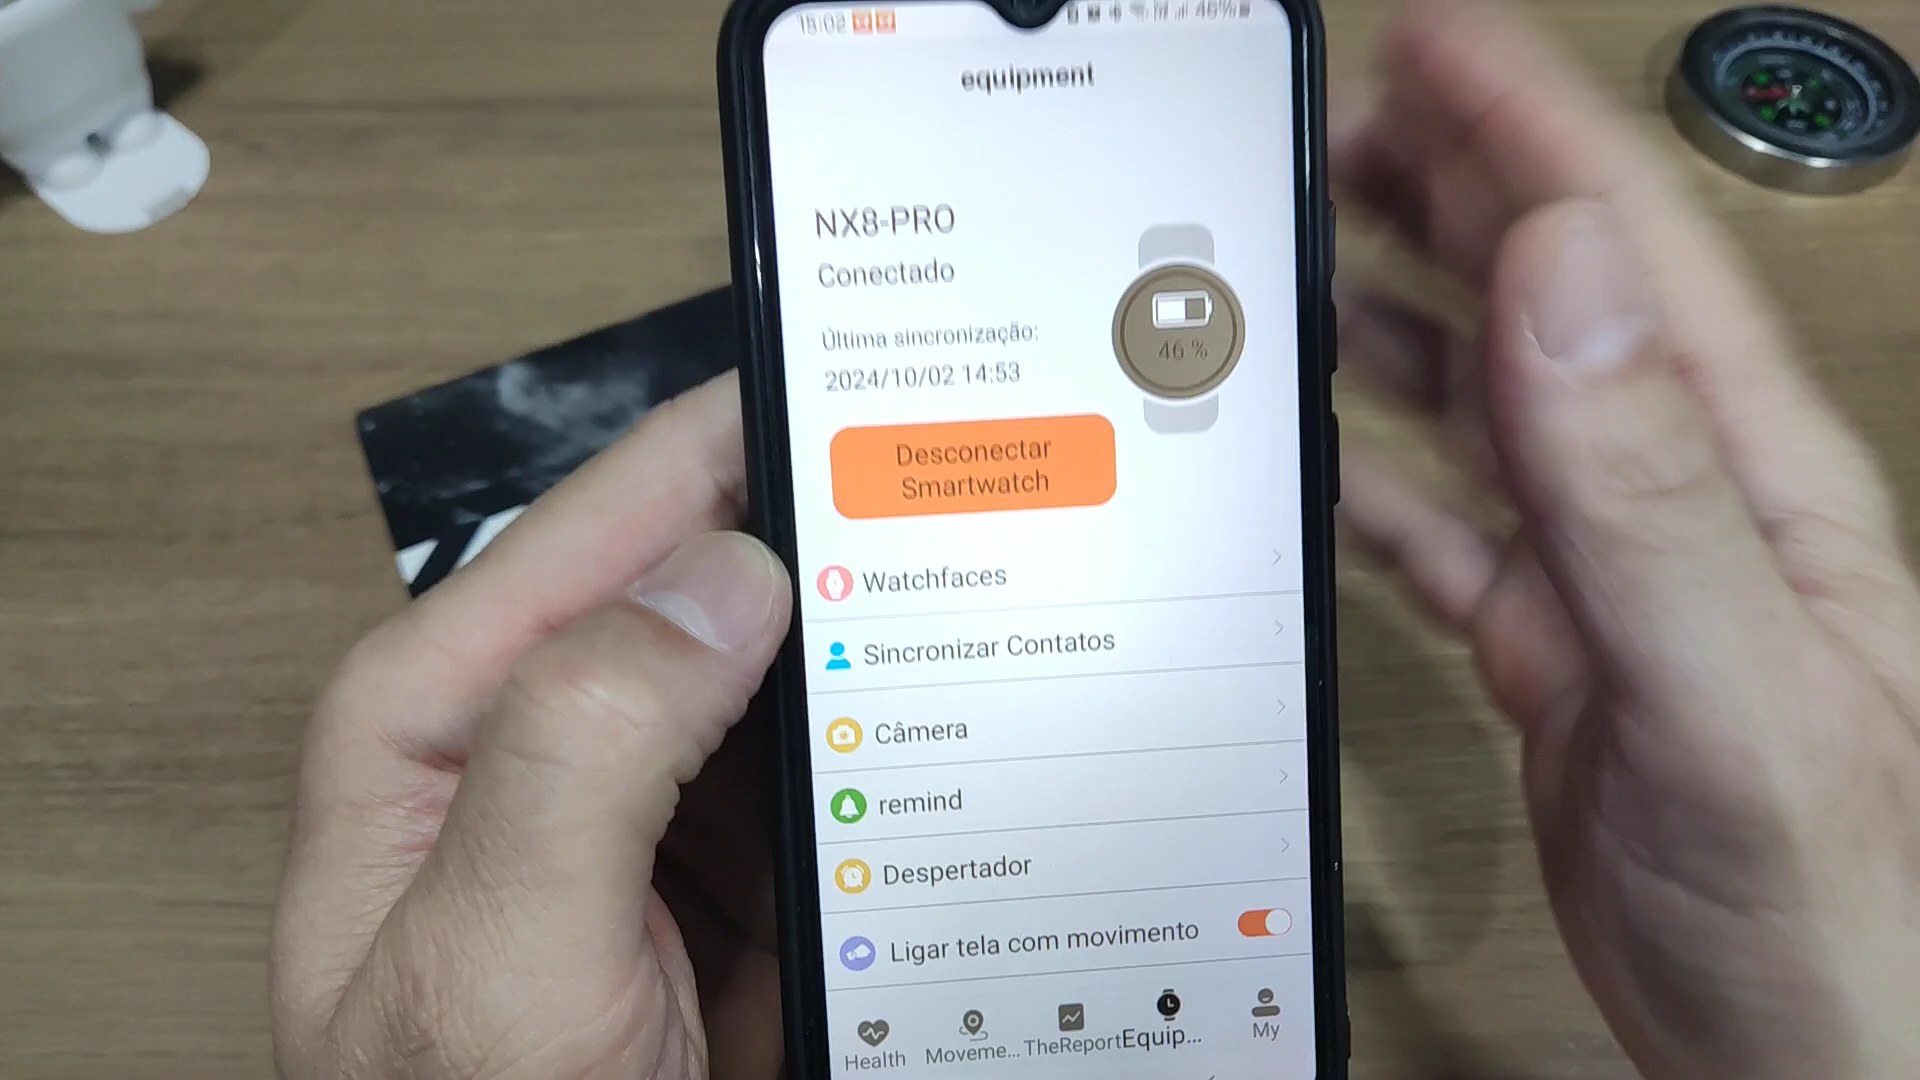 15:02
46%
equipment
NX8-PRO
Conectado
Última sincronização:
2024/10/02 14:53
46 %
Desconectar
Smartwatch
Watchfaces
Sincronizar Contatos
Câmera
remind
Despertador
Ligar tela com movimento
Health
Moveme...
TheReport
Equip...
My